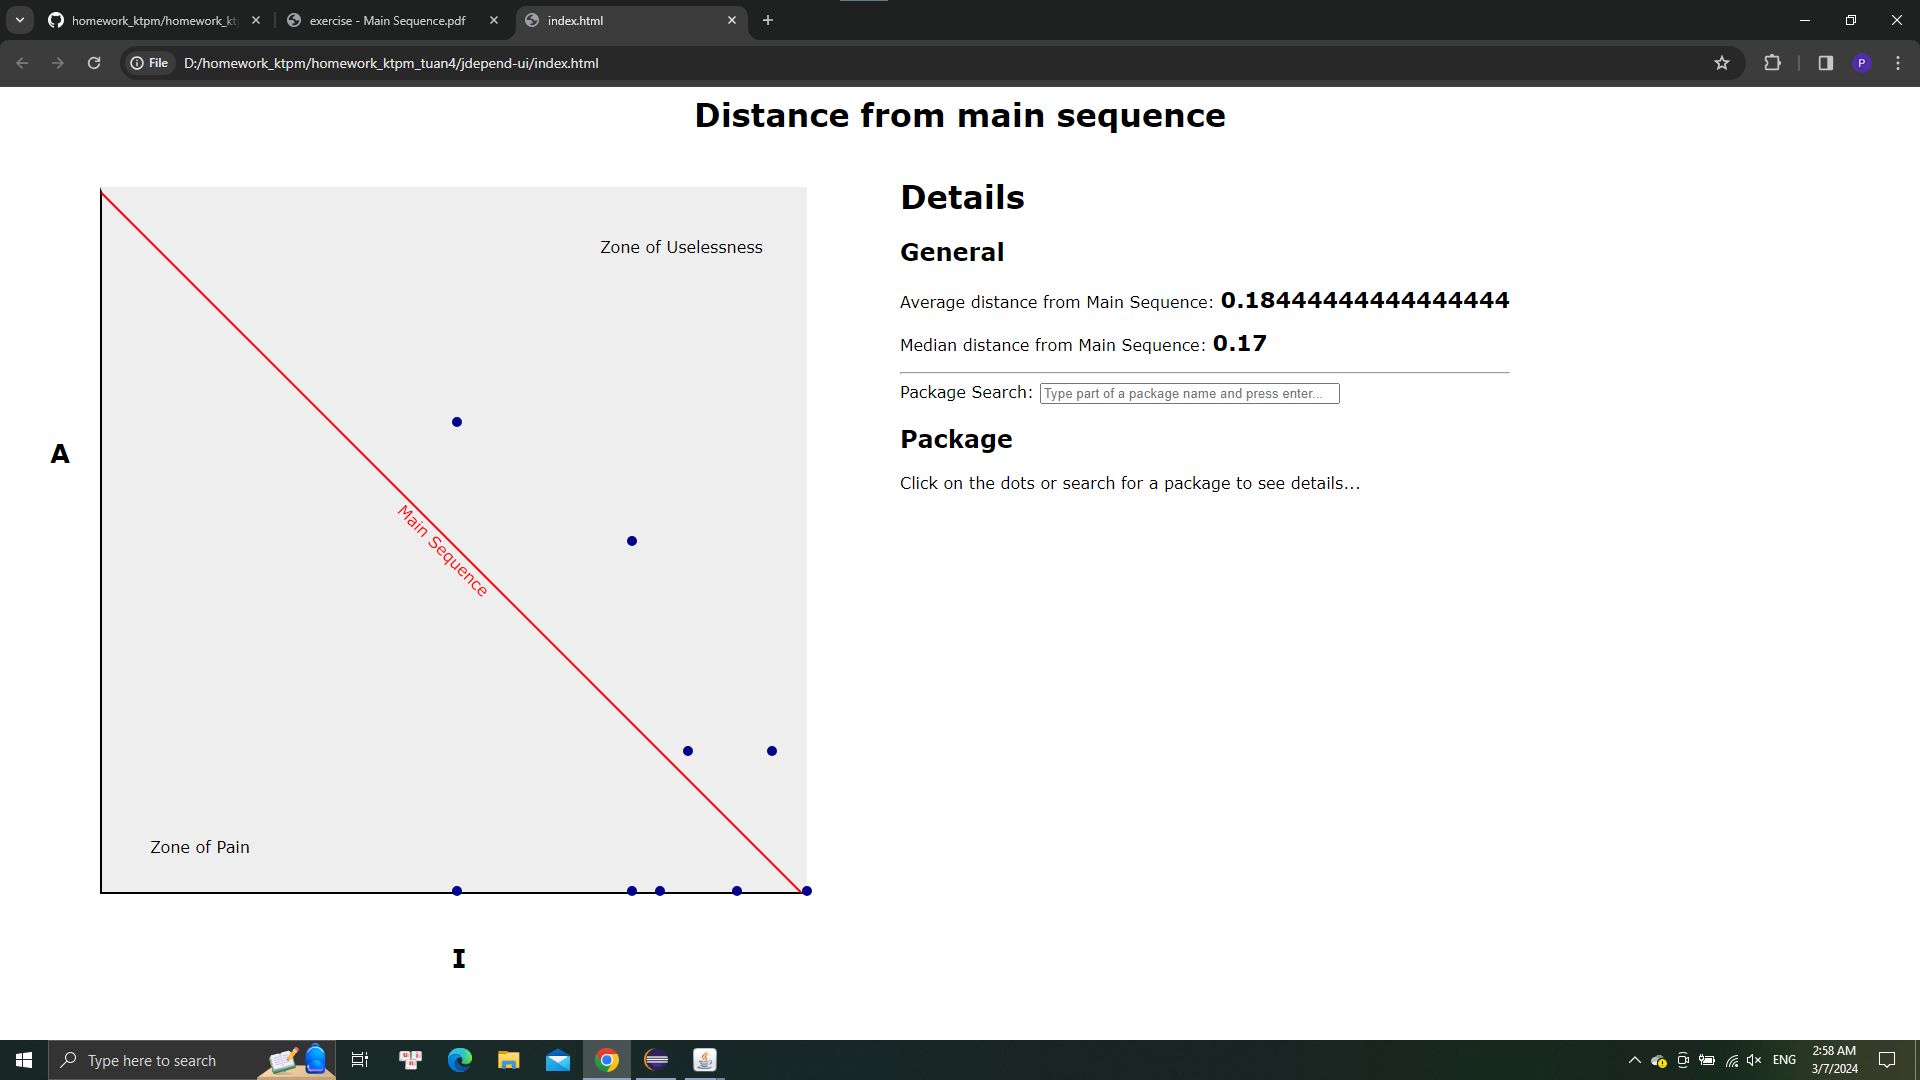 homework_ktpm/homework_kt
exercise - Main Sequence.pdf
index.html
File
D:/homework_ktpm/homework_ktpm_tuan4/jdepend-ui/index.html
P
Distance from main sequence
Zone of Uselessness
A
Main Sequence
Zone of Pain
I
Details
General
Average distance from Main Sequence: 0.18444444444444444
Median distance from Main Sequence: 0.17
Package Search: Type part of a package name and press enter...
Package
Click on the dots or search for a package to see details...
Type here to search
ENG
2:58 AM
3/7/2024